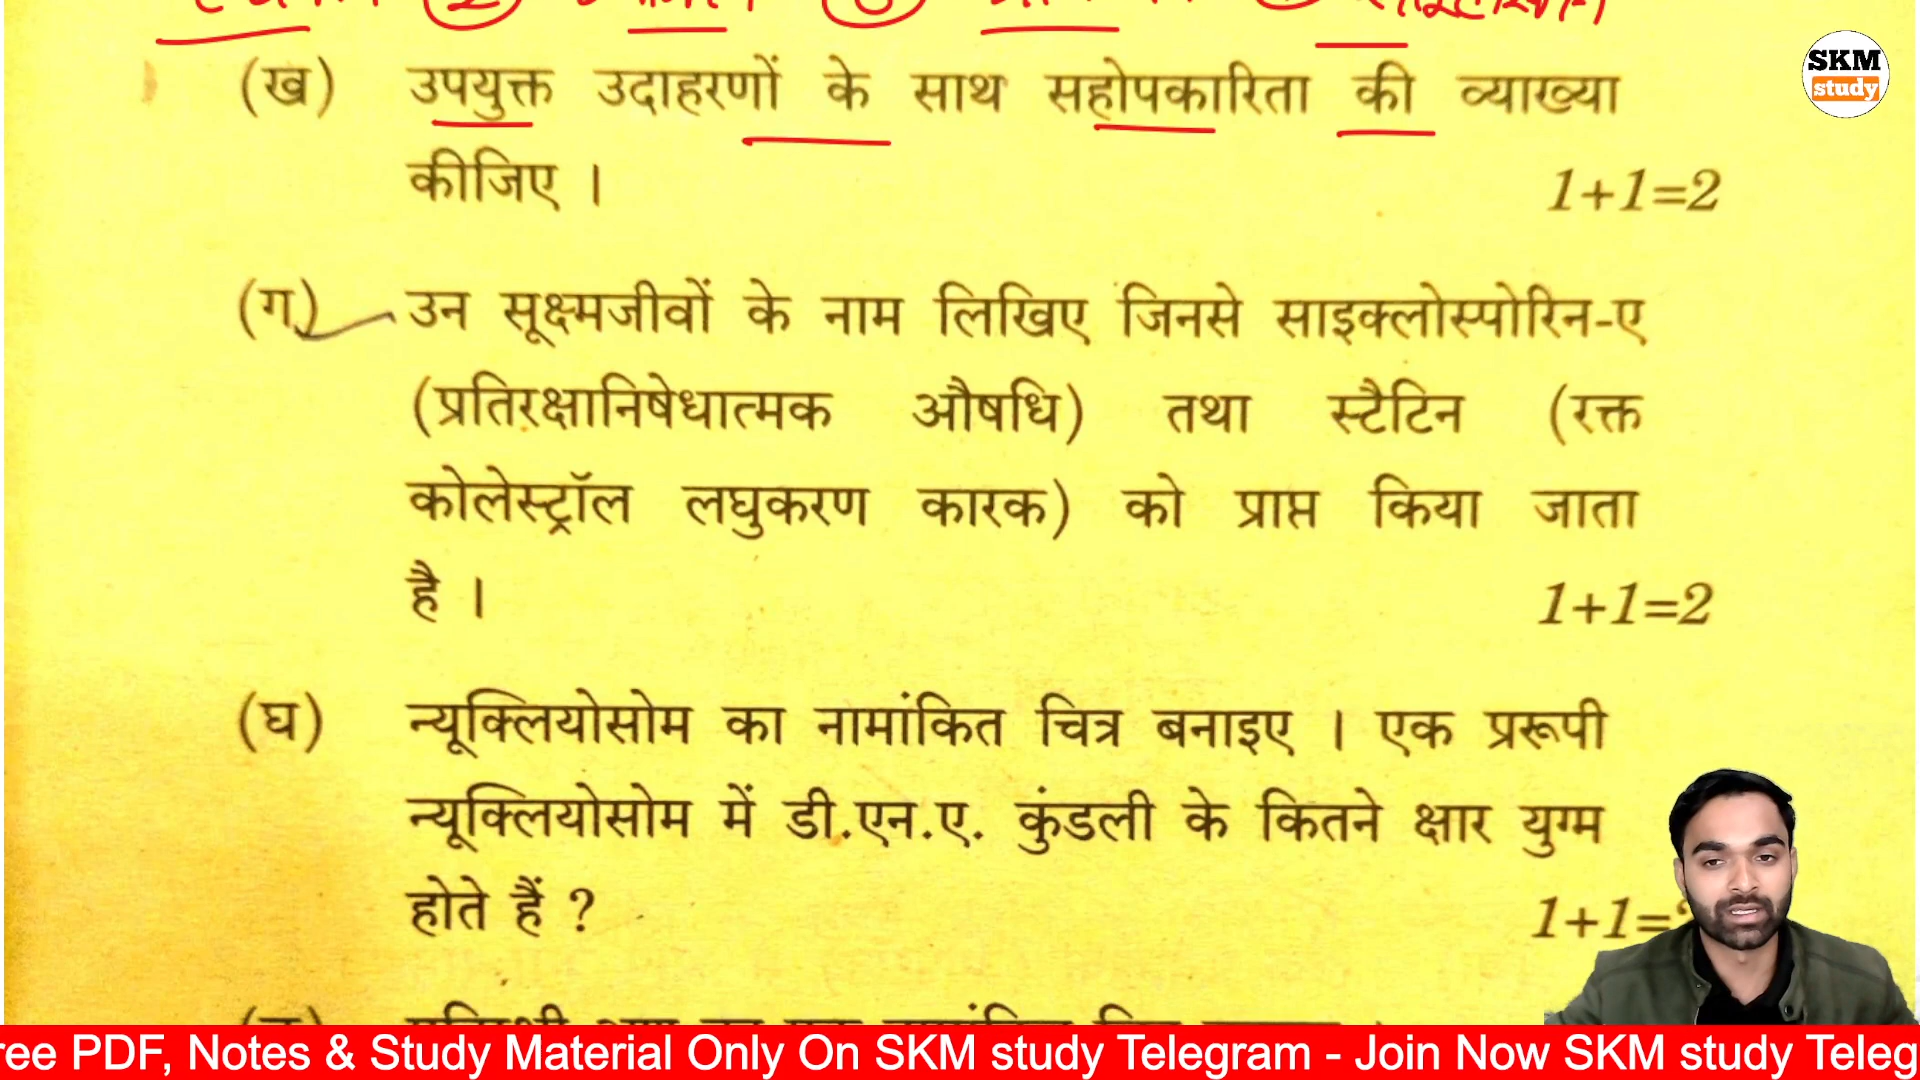 SKM
study
(ख) उपयुक्त उदाहरणों के साथ सहोपकारिता की व्याख्या
कीजिए । 1+1=2
(ग) उन सूक्ष्मजीवों के नाम लिखिए जिनसे साइक्लोस्पोरिन-ए
(प्रतिरक्षानिषेधात्मक औषधि) तथा स्टैटिन (रक्त
कोलेस्ट्रॉल लघुकरण कारक) को प्राप्त किया जाता
है । 1+1=2
(घ) न्यूक्लियोसोम का नामांकित चित्र बनाइए । एक प्ररूपी
न्यूक्लियोसोम में डी.एन.ए. कुंडली के कितने क्षार युग्म
होते हैं ? 1+1=
ree PDF, Notes & Study Material Only On SKM study Telegram - Join Now SKM study Teleg